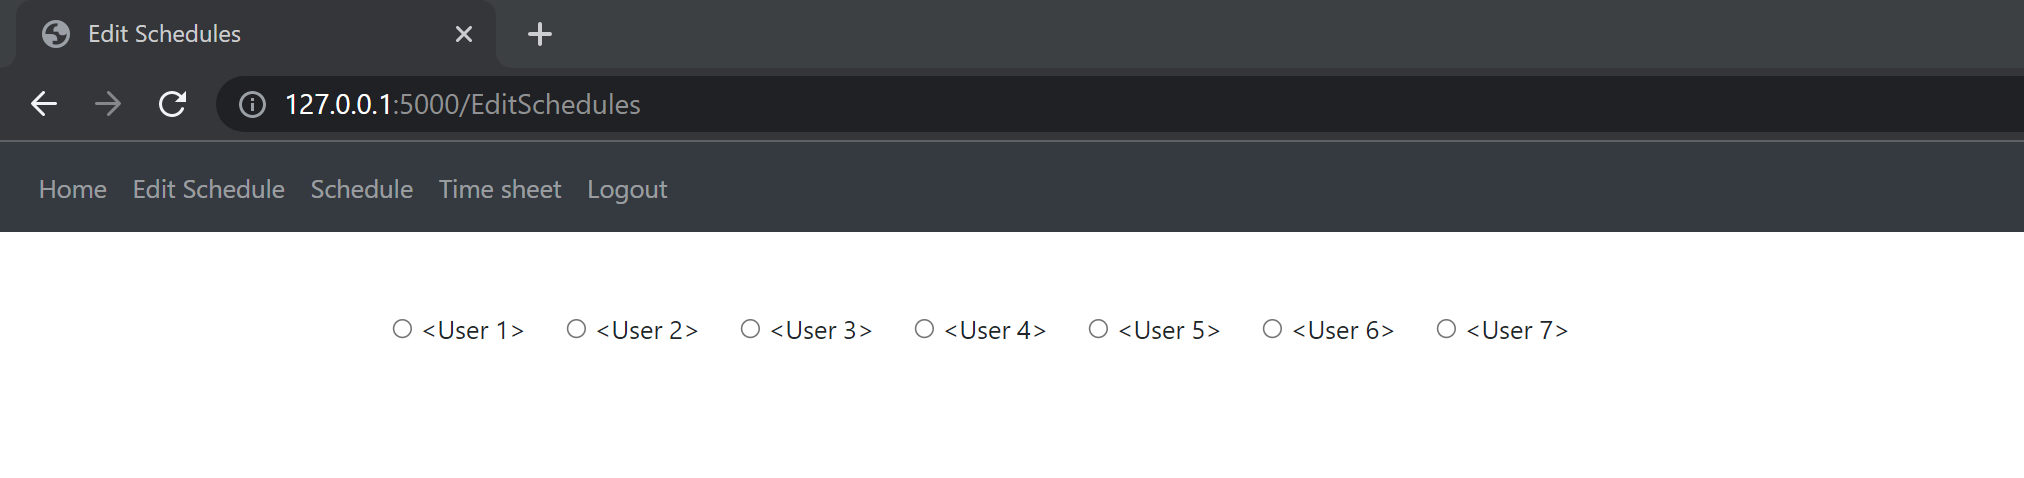 Edit Schedules
127.0.0.1:5000/EditSchedules
Home Edit Schedule Schedule Time sheet Logout
<User 1> <User 2> <User 3> <User 4> <User 5> <User 6> <User 7>